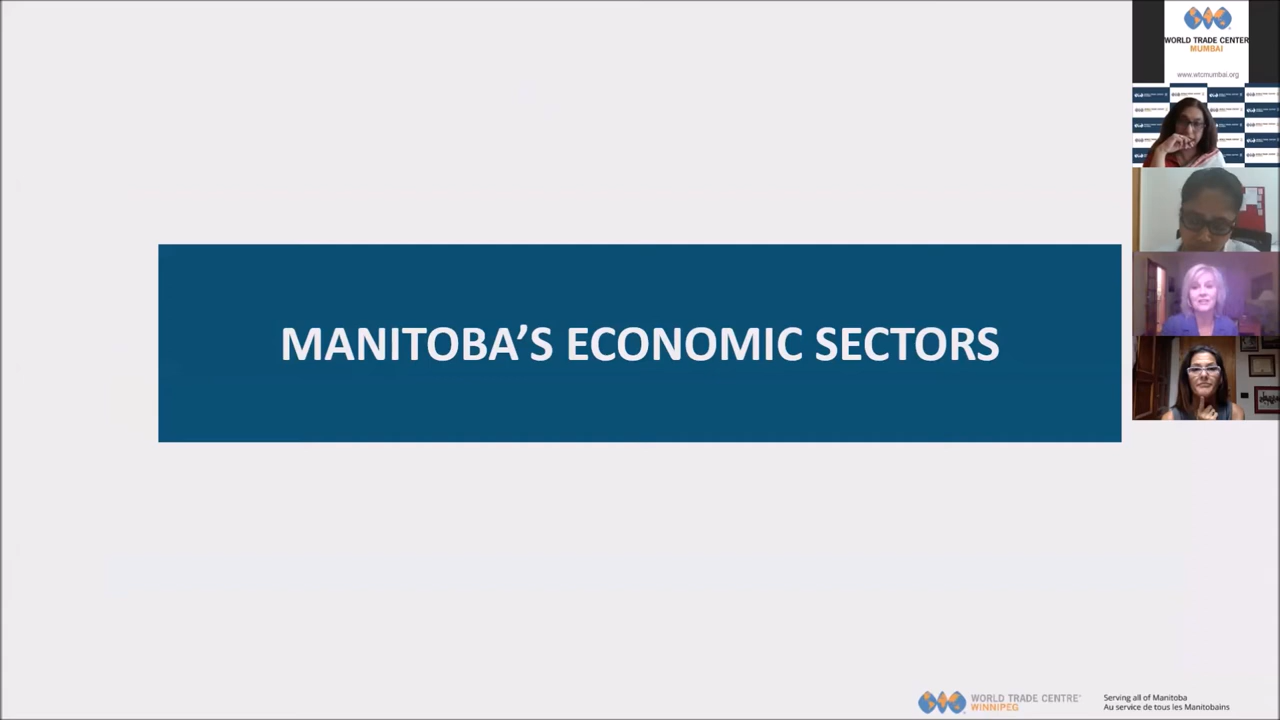 WORLD TRADE CENTER
MUMBAI
www.wtcmumbai.org
MANITOBA’S ECONOMIC SECTORS
WORLD TRADE CENTRE
WINNIPEG
Serving all of Manitoba
Au service de tous les Manitobains